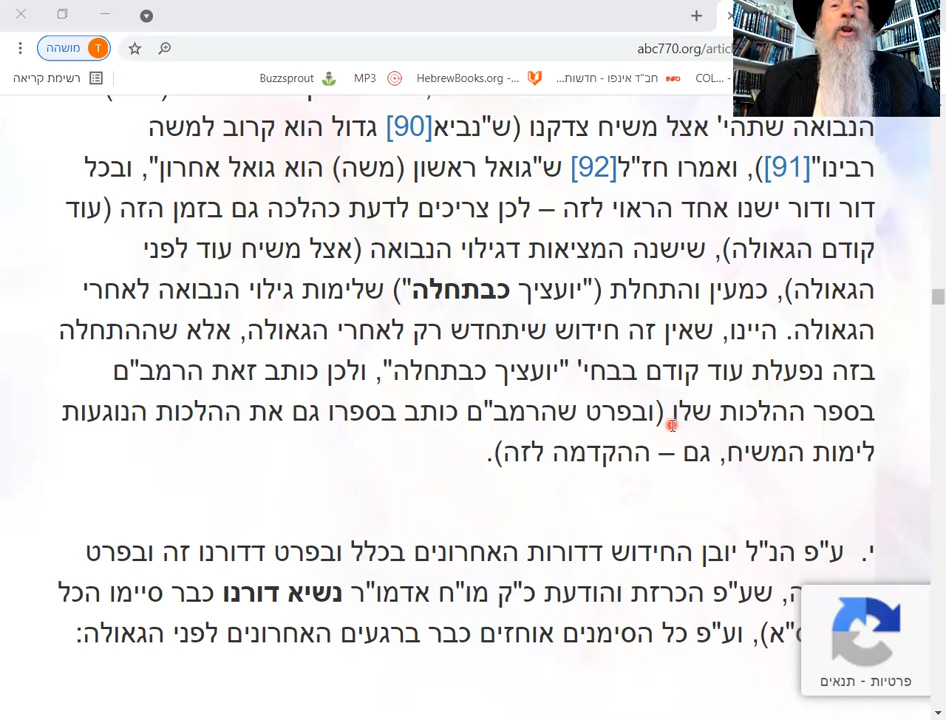 abc770.org/artic
מושהה
T
רשימת קריאה
Buzzsprout
MP3
HebrewBooks.org -...
חב"ד אינפו - חדשות...
INFO
COL...
הנבואה שתהי' אצל משיח צדקנו (ש"נביא[90] גדול הוא קרוב למשה
רבינו"[91]), ואמרו חז"ל[92] ש"גואל ראשון (משה) הוא גואל אחרון", ובכל
דור ודור ישנו אחד הראוי לזה – לכן צריכים לדעת כהלכה גם בזמן הזה (עוד
קודם הגאולה), שישנה המציאות דגילוי הנבואה (אצל משיח עוד לפני
הגאולה), כמעין והתחלת ("יועציך כבתחלה") שלימות גילוי הנבואה לאחרי
הגאולה. היינו, שאין זה חידוש שיתחדש רק לאחרי הגאולה, אלא שההתחלה
בזה נפעלת עוד קודם בבחי' "יועציך כבתחלה", ולכן כותב זאת הרמב"ם
בספר ההלכות שלו (ובפרט שהרמב"ם כותב בספרו גם את ההלכות הנוגעות
לימות המשיח, גם – ההקדמה לזה).
י. ע"פ הנ"ל יובן החידוש דדורות האחרונים בכלל ובפרט דדורנו זה ובפרט
ה, שע"פ הכרזת והודעת כ"ק מו"ח אדמו"ר נשיא דורנו כבר סיימו הכל
ס"א), וע"פ כל הסימנים אוחזים כבר ברגעים האחרונים לפני הגאולה:
פרטיות - תנאים